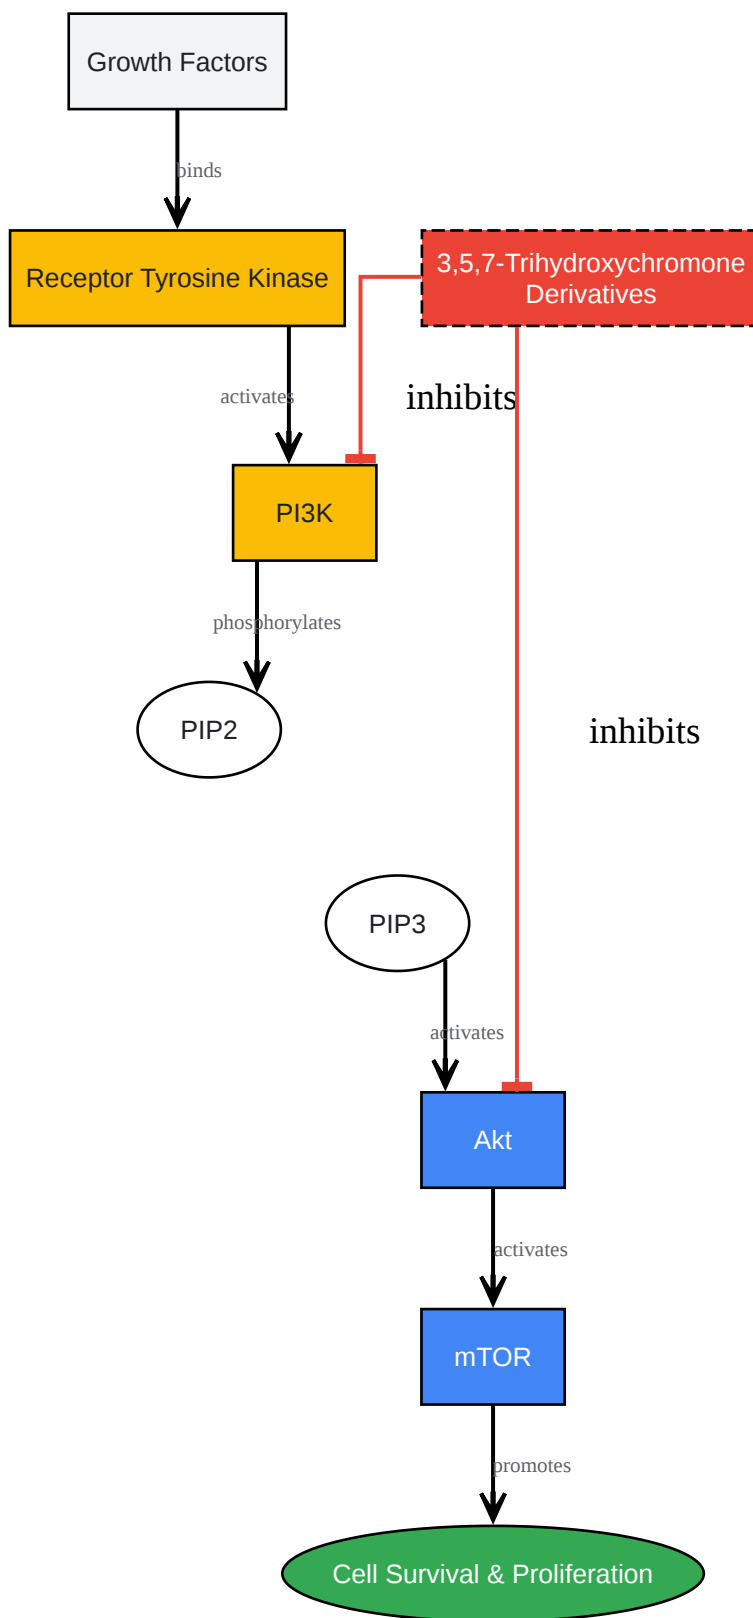 Growth Factors
binds
Receptor Tyrosine Kinase
3,5,7-Trihydroxychromone
Derivatives
activates
inhibits
PI3K
phosphorylates
PIP2
inhibits
PIP3
activates
Akt
activates
mTOR
promotes
Cell Survival & Proliferation